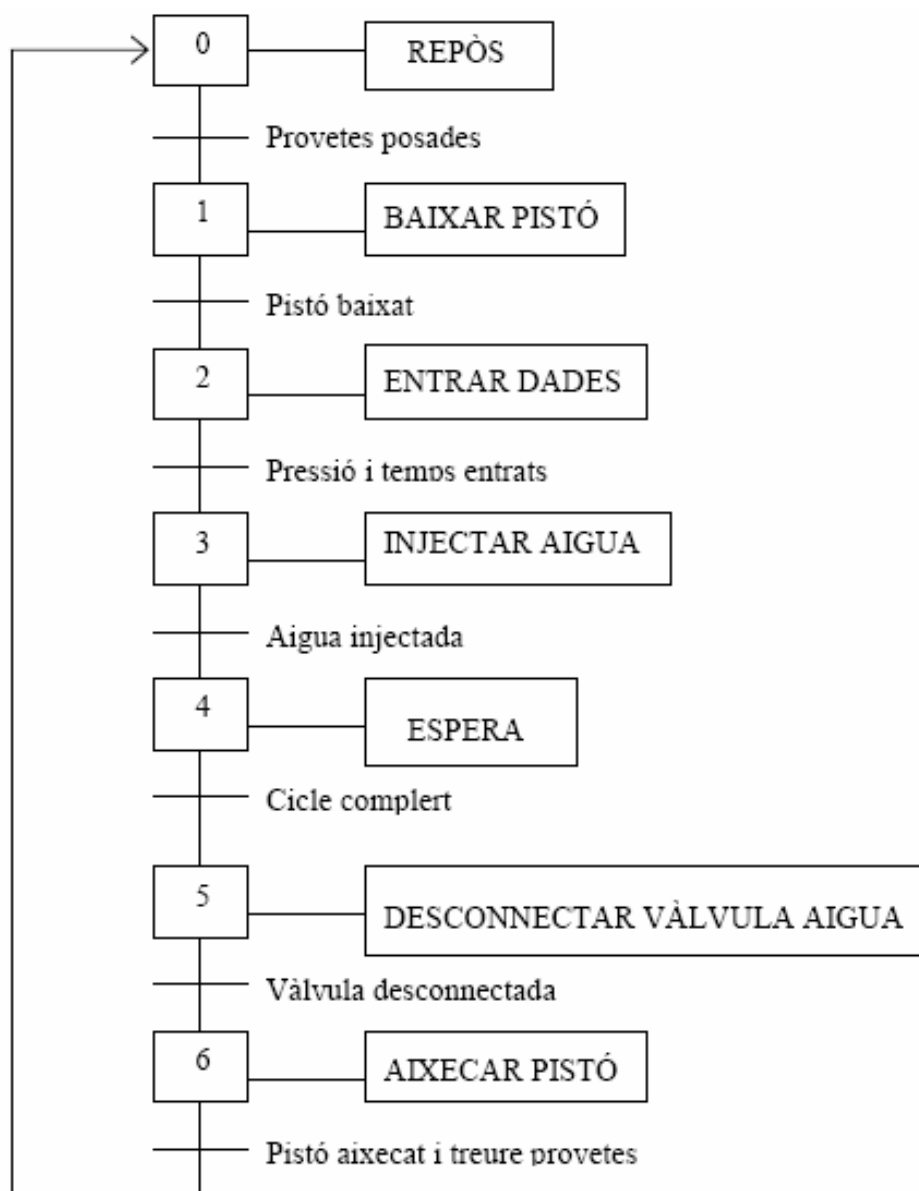 0
REPÒS
Provetes posades
1
BAIXAR PISTÓ
Pistó baixat
2
ENTRAR DADES
Pressió i temps entrats
3
INJECTAR AIGUA
Aigua injectada
4
ESPERA
Cicle complert
5
DESCONNECTAR VÀLVULA AIGUA
Vàlvula desconnectada
6
AIXECAR PISTÓ
Pistó aixecat i treure provetes